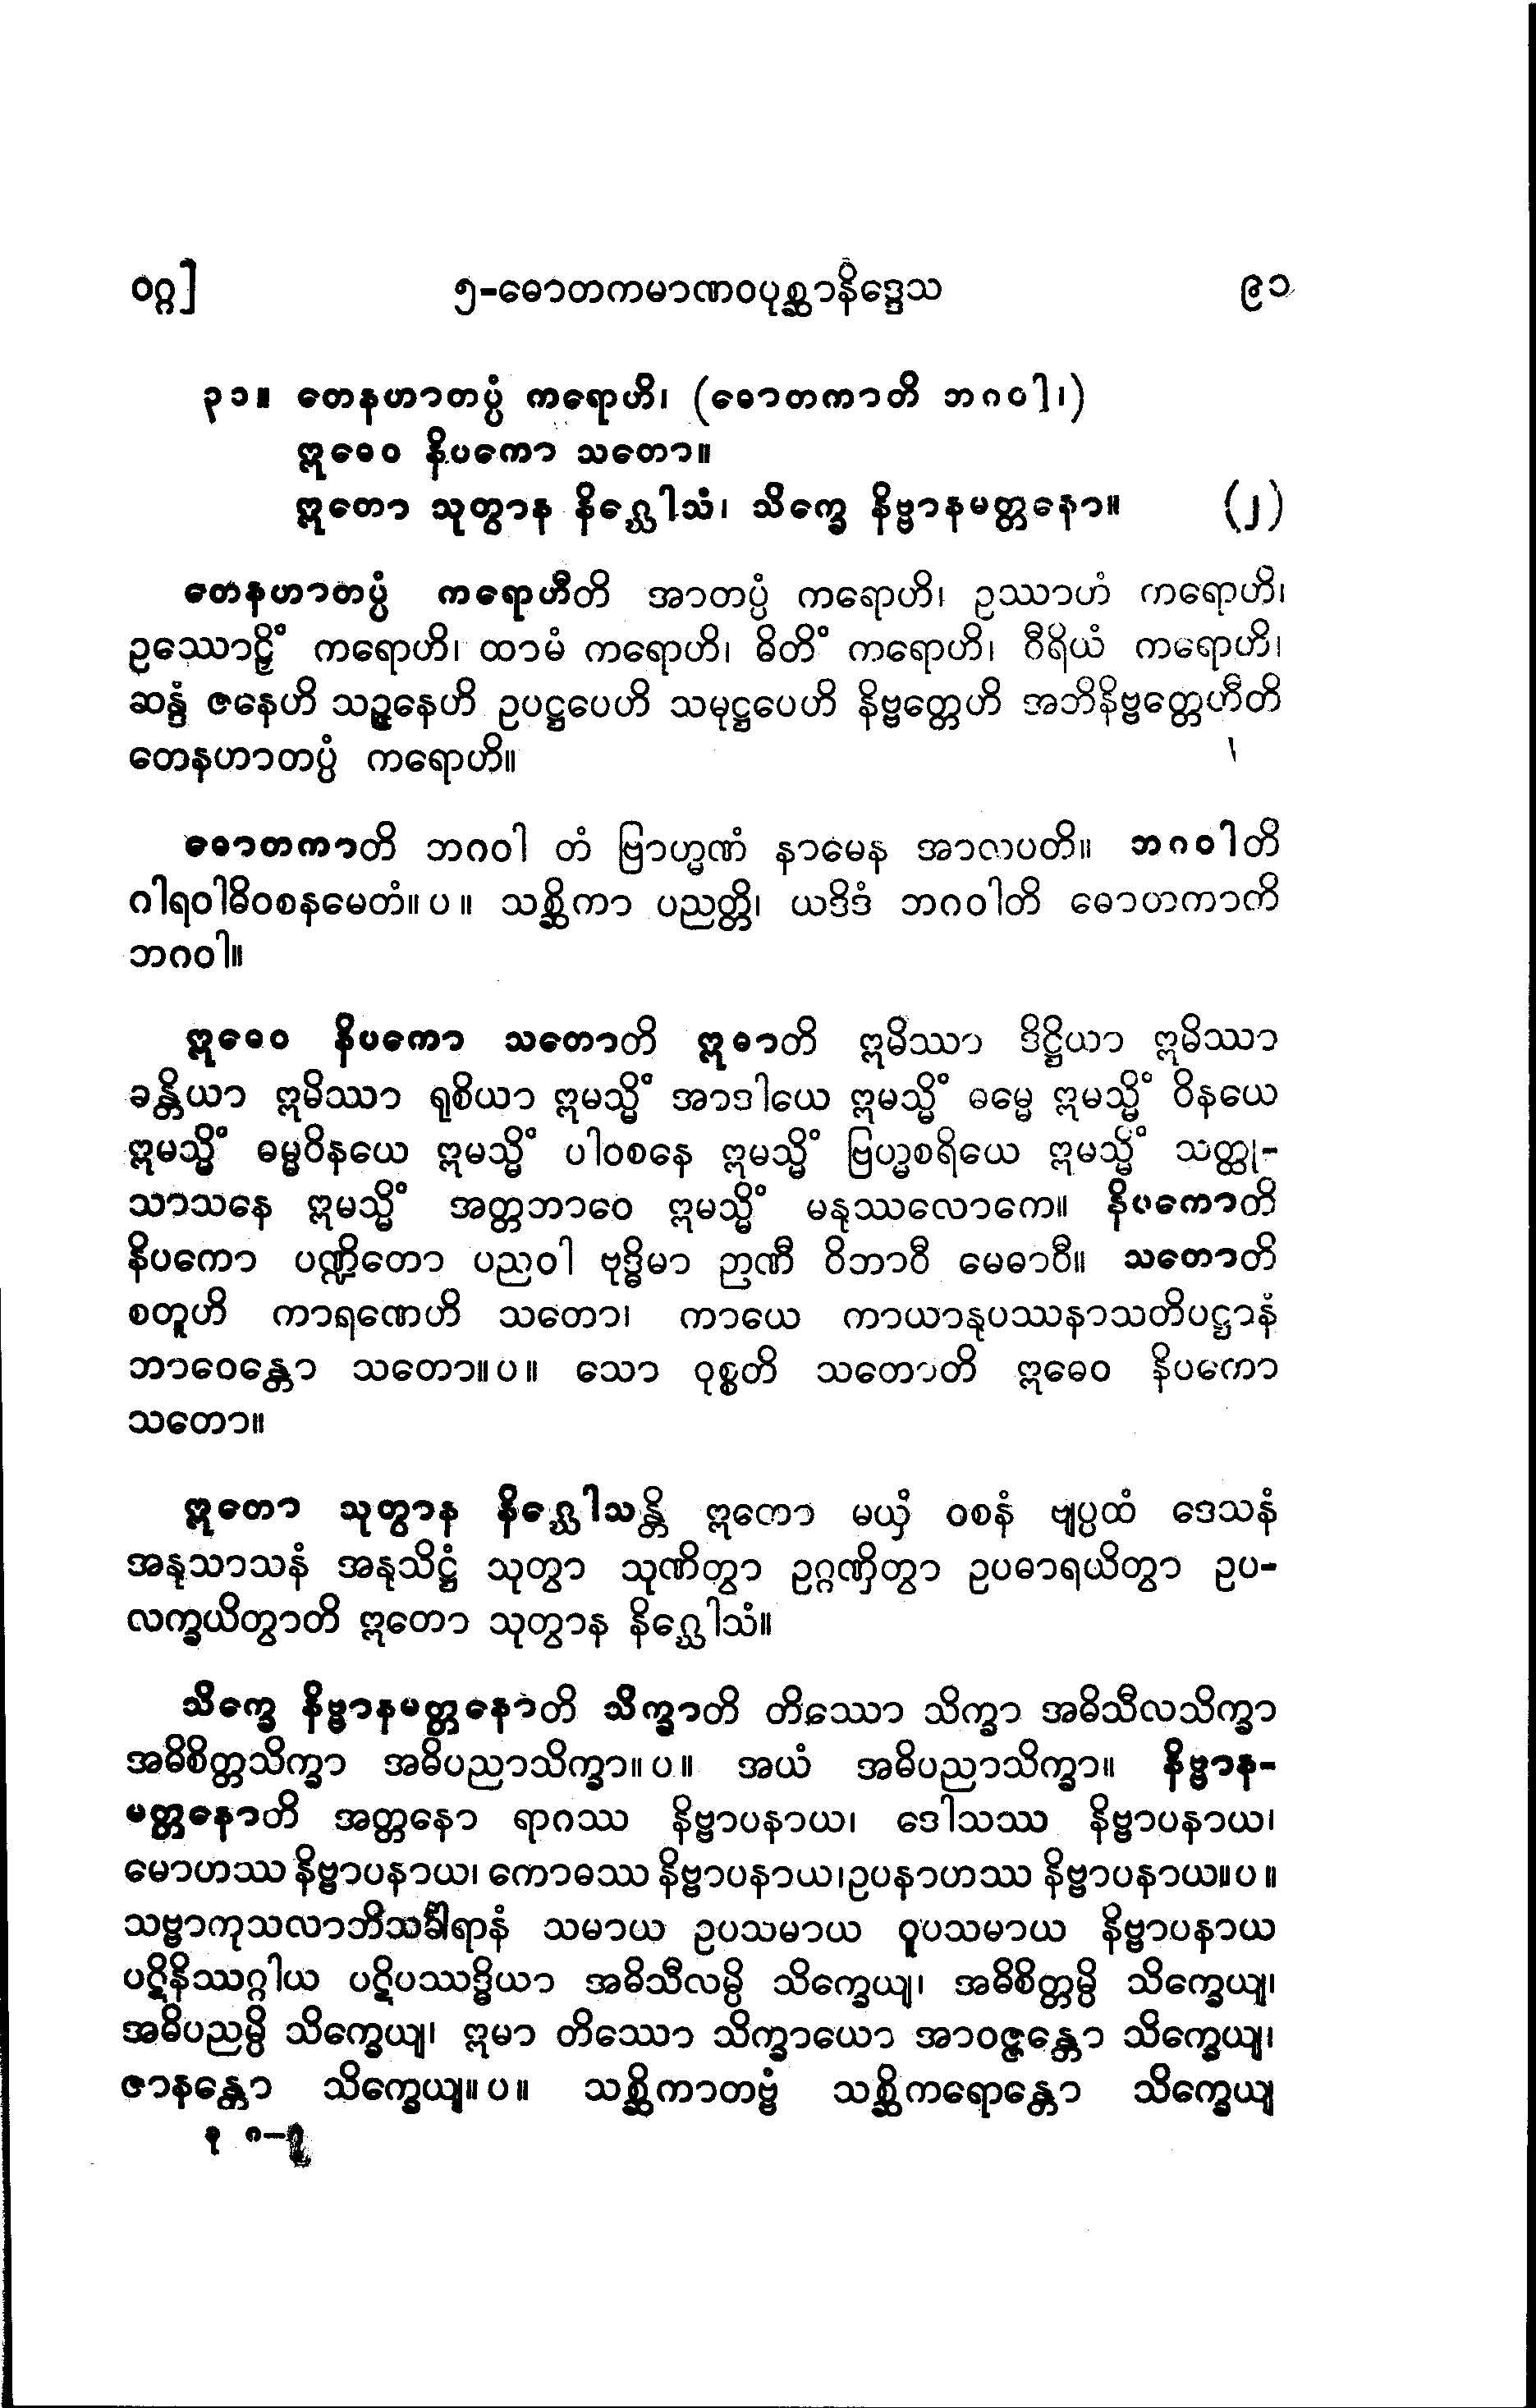 ဝဂ္ဂ]	၅-ဓောတကမာဏဝပုစ္ဆာနိဒ္ဒေသ	၉၁
၃၁။ တေနဟာတပ္ပံ ကရောဟိ၊ (ဓောတကာတိ ဘဂဝါ၊)
ဣဓေဝ နိပကော သတော။
ဣတော သုတွာန နိဂ္ဃေါသံ၊ သိက္ခေ နိဗ္ဗာနမတ္တနော။	(၂)
တေနဟာတပ္ပံ ကရောဟီတိ အာတပ္ပံ ကရောဟိ၊ ဥဿာဟံ ကရောဟိ၊
ဥဿောဠှိံ ကရောဟိ၊ ထာမံ ကရောဟိ၊ ဓိတိံ ကရောဟိ၊ ဝီရိယံ ကရောဟိ၊
ဆန္ဒံ ဇနေဟိ သဉ္ဇနေဟိ ဥပဋ္ဌပေဟိ သမုဋ္ဌပေဟိ နိဗ္ဗတ္တေဟိ အဘိနိဗ္ဗတ္တေဟီတိ
တေနဟာတပ္ပံ ကရောဟိ။
ဓောတကာတိ ဘဂဝါ တံ ဗြာဟ္မဏံ နာမေန အာလပတိ။ ဘဂဝါတိ
ဂါရဝါဓိဝစနမေတံ။ပ။ သစ္ဆိကာ ပညတ္တိ၊ ယဒိဒံ ဘဂဝါတိ ဓောတကာတိ
ဘဂဝါ။
ဣဓေဝ နိပကော သတောတိ ဣဓာတိ ဣမိဿာ ဒိဋ္ဌိယာ ဣမိဿာ
ခန္တိယာ ဣမိဿာ ရုစိယာ ဣမသ္မိံ အာဒါယေ ဣမသ္မိံ ဓမ္မေ ဣမသ္မိံ ဝိနယေ
ဣမသ္မိံ ဓမ္မဝိနယေ ဣမသ္မိံ ပါဝစနေ ဣမသ္မိံ ဗြဟ္မစရိယေ ဣမသ္မိံ သတ္ထု-
သာသနေ ဣမသ္မိံ အတ္တဘာဝေ ဣမသ္မိံ မနုဿလောကေ။ နိပကောတိ
နိပကော ပဏ္ဍိတော ပညဝါ ဗုဒ္ဓိမာ ဉာဏီ ဝိဘာဝီ မေဓာဝီ။ သတောတိ
စတူဟိ ကာရဏေဟိ သတော၊ ကာယေ ကာယာနုပဿနာသတိပဋ္ဌာနံ
ဘာဝေန္တော သတော။ပ။ သော ဝုစ္စတိ သတောတိ ဣဓေဝ နိပကော
သတော။
ဣတော သုတွာန နိဂ္ဃေါသန္တိ ဣတော မယှံ ဝစနံ ဗျပ္ပထံ ဒေသနံ
အနုသာသနံ အနုသိဋ္ဌံ သုတွာ သုဏိတွာ ဥဂ္ဂဏှိတွာ ဥပဓာရယိတွာ ဥပ-
လက္ခယိတွာတိ ဣတော သုတွာန နိဂ္ဃေါသံ။
သိက္ခေ နိဗ္ဗာနမတ္တနောတိ သိက္ခာတိ တိဿော သိက္ခာ အဓိသီလသိက္ခာ
အဓိစိတ္တသိက္ခာ အဓိပညာသိက္ခာ။ပ။ အယံ အဓိပညာသိက္ခာ။ နိဗ္ဗာန-
မတ္တနောတိ အတ္တနော ရာဂဿ နိဗ္ဗာပနာယ၊ ဒေါသဿ နိဗ္ဗာပနာယ၊
မောဟဿ နိဗ္ဗာပနာယ၊ ကောဓဿ နိဗ္ဗာပနာယ၊ ဥပနာဟဿ နိဗ္ဗာပနာယ။ပ။
သဗ္ဗာကုသလာဘိသင်္ခါရာနံ သမာယ ဥပသမာယ ဝူပသမာယ နိဗ္ဗာပနာယ
ပဋိနိဿဂ္ဂါယ ပဋိပဿဒ္ဓိယာ အဓိသီလမ္ပိ သိက္ခေယျ၊ အဓိစိတ္တမ္ပိ သိက္ခေယျ၊
အဓိပညမ္ပိ သိက္ခေယျ၊ ဣမာ တိဿော သိက္ခာယော အာဝဇ္ဇန္တော သိက္ခေယျ၊
ဇာနန္တော သိက္ခေယျ။ပ။ သစ္ဆိကာတဗ္ဗံ သစ္ဆိကရောန္တော သိက္ခေယျ